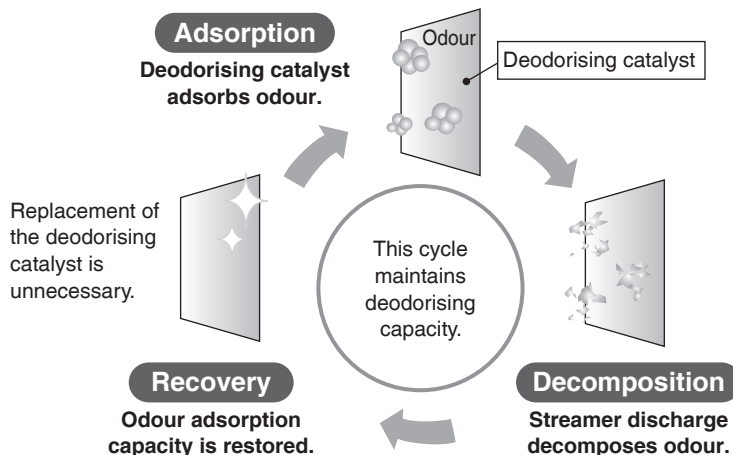 Adsorption
Deodorising catalyst
adsorbs odour.
Odour
Deodorising catalyst
Replacement of
the deodorising
catalyst is
unnecessary.
This cycle
maintains
deodorising
capacity.
Recovery
Odour adsorption
capacity is restored.
Decomposition
Streamer discharge
decomposes odour.